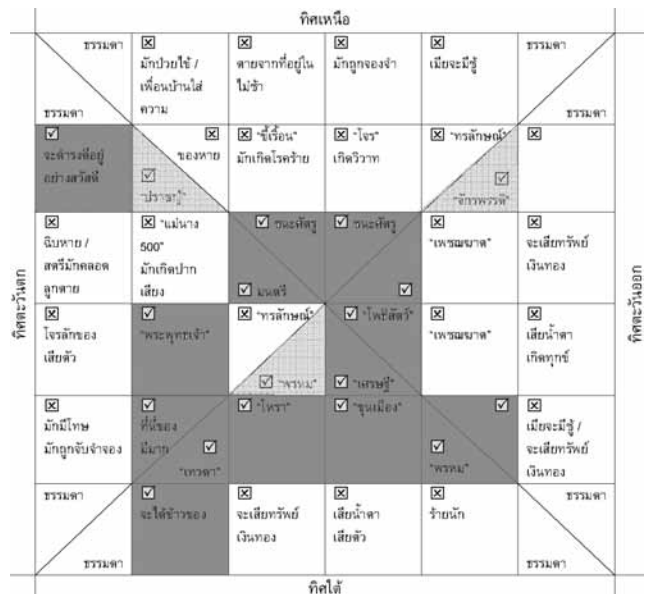 ทิศเหนือ
ธรรมดา
ธรรมดา
มักป่วยไข้ /
เพื่อนบ้านใส่
ความ
ตายจากที่อยู่ใน
ไม่ช้า
มักถูกจองจำ
เมียจะมีชู้
ธรรมดา
ธรรมดา
จะดำรงดีอยู่
อย่างสวัสดี
ของหาย
"ขี้เรื้อน"
มักเกิดโรคร้าย
"โจร"
เกิดวิวาท
"ทรลักษณ์"
"จักรพรรดิ"
ทิศตะวันตก
ฉิบหาย /
สตรีมักคลอด
ลูกตาย
"แม่นาง
500"
มักเกิดปาก
เสียง
ชนะศัตรู
มนตรี
ชนะศัตรู
"เพชฌฆาต"
จะเสียทรัพย์
เงินทอง
ทิศตะวันออก
โจรลักของ
เสียตัว
"พระพุทธเจ้า"
"ทรลักษณ์"
"พรหม"
"โพธิสัตว์"
"เศรษฐี"
"เพชฌฆาต"
เสียน้ำตา
เกิดทุกข์
มักมีโทษ
มักถูกจับจำจอง
ที่นี่ของ
มีมาก
"เทวดา"
"โหรา"
"ขุนเมือง"
"พรหม"
เมียจะมีชู้ /
จะเสียทรัพย์
เงินทอง
ธรรมดา
ธรรมดา
จะได้ข้าวของ
จะเสียทรัพย์
เงินทอง
เสียน้ำตา
เสียตัว
ร้ายนัก
ธรรมดา
ธรรมดา
ทิศใต้